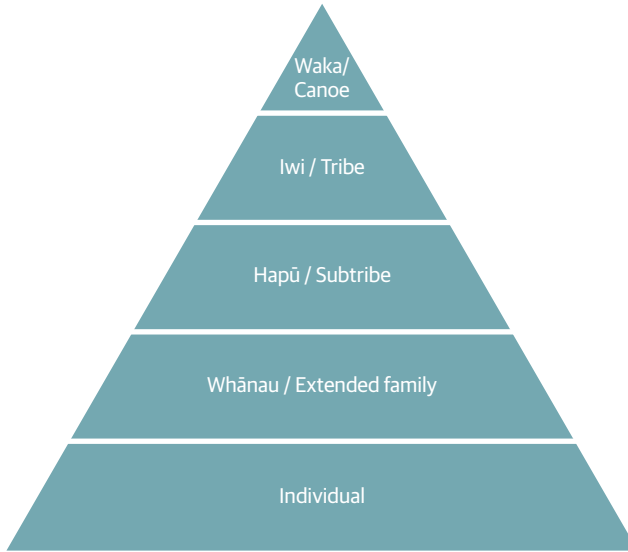 Waka/
Canoe
Iwi / Tribe
Hapū / Subtribe
Whānau / Extended family
Individual